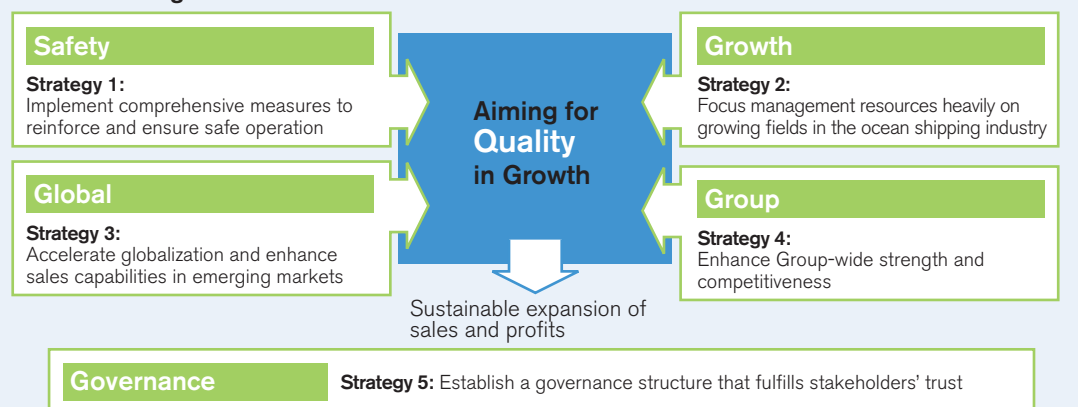 Safety
Strategy 1:
Implement comprehensive measures to
reinforce and ensure safe operation
Growth
Strategy 2:
Focus management resources heavily on
growing fields in the ocean shipping industry
Aiming for
Quality
in Growth
Global
Strategy 3:
Accelerate globalization and enhance
sales capabilities in emerging markets
Group
Strategy 4:
Enhance Group-wide strength and
competitiveness
Sustainable expansion of
sales and profits
Governance
Strategy 5: Establish a governance structure that fulfills stakeholders’ trust